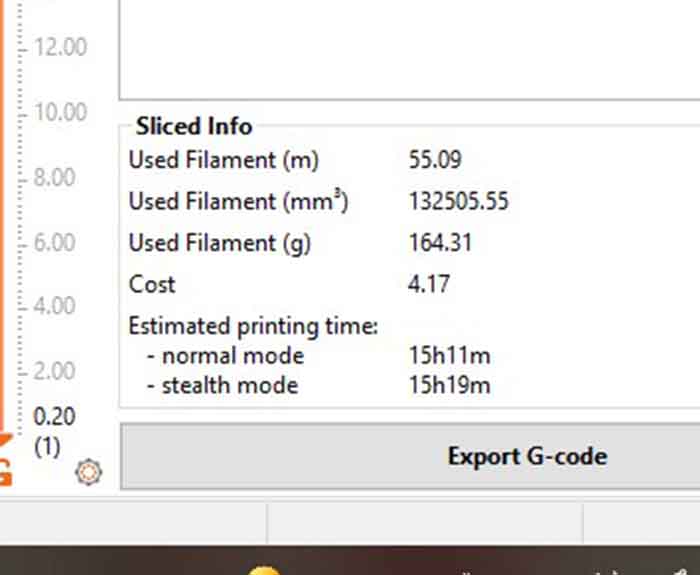 12.00
10.00
Sliced Info
Used Filament (m) 55.09
8.00
Used Filament (mm³) 132505.55
6.00
Used Filament (g) 164.31
Cost 4.17
4.00
Estimated printing time:
- normal mode 15h11m
2.00
- stealth mode 15h19m
0.20
(1)
Export G-code